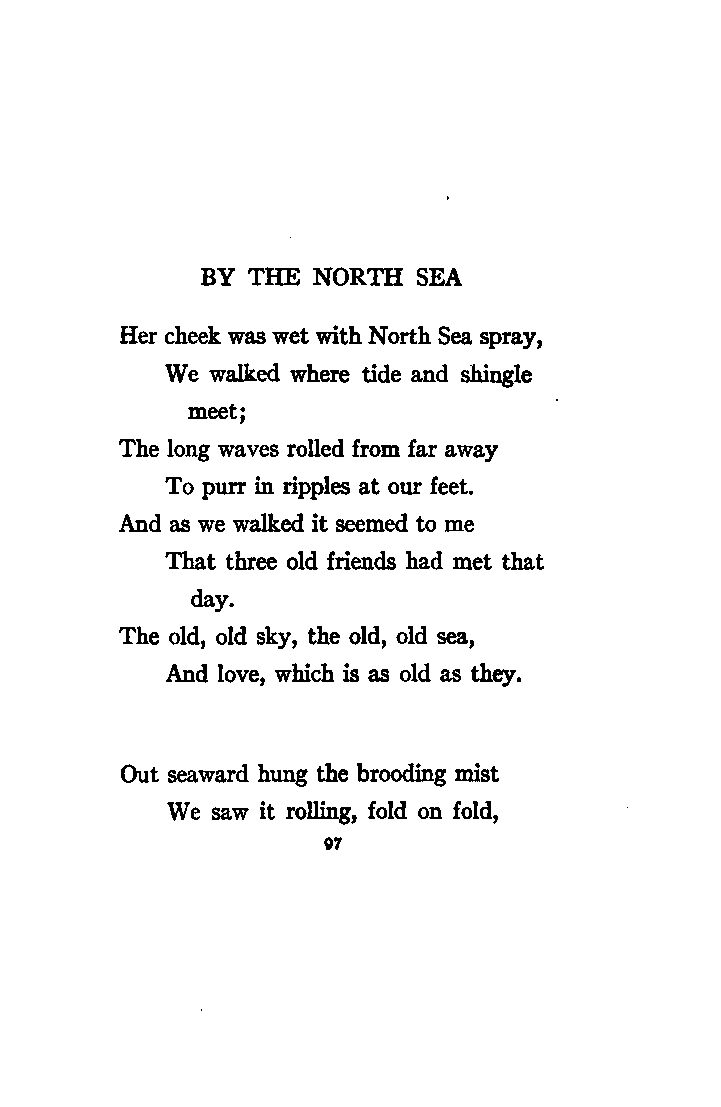 BY THE NORTH SEA
Her cheek was wet with North Sea spray,
We walked where tide and shingle
meet;
The long waves rolled from far away
To purr in ripples at our feet.
And as we walked it seemed to me
That three old friends had met that
day.
The old, old sky, the old, old sea,
And love, which is as old as they.
Out seaward hung the brooding mist
We saw it rolling, fold on fold,
97